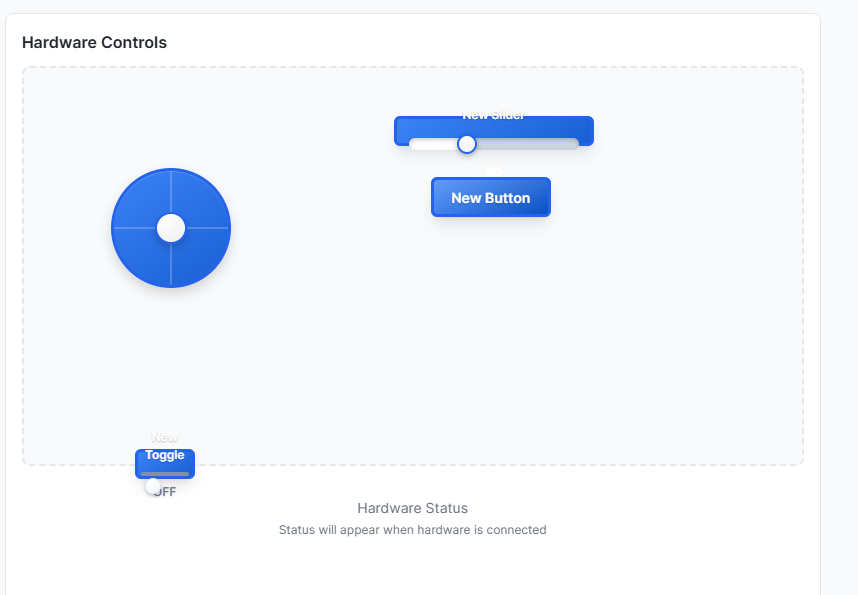 Hardware Controls
New Slider
New Button
New
Toggle
OFF
Hardware Status
Status will appear when hardware is connected